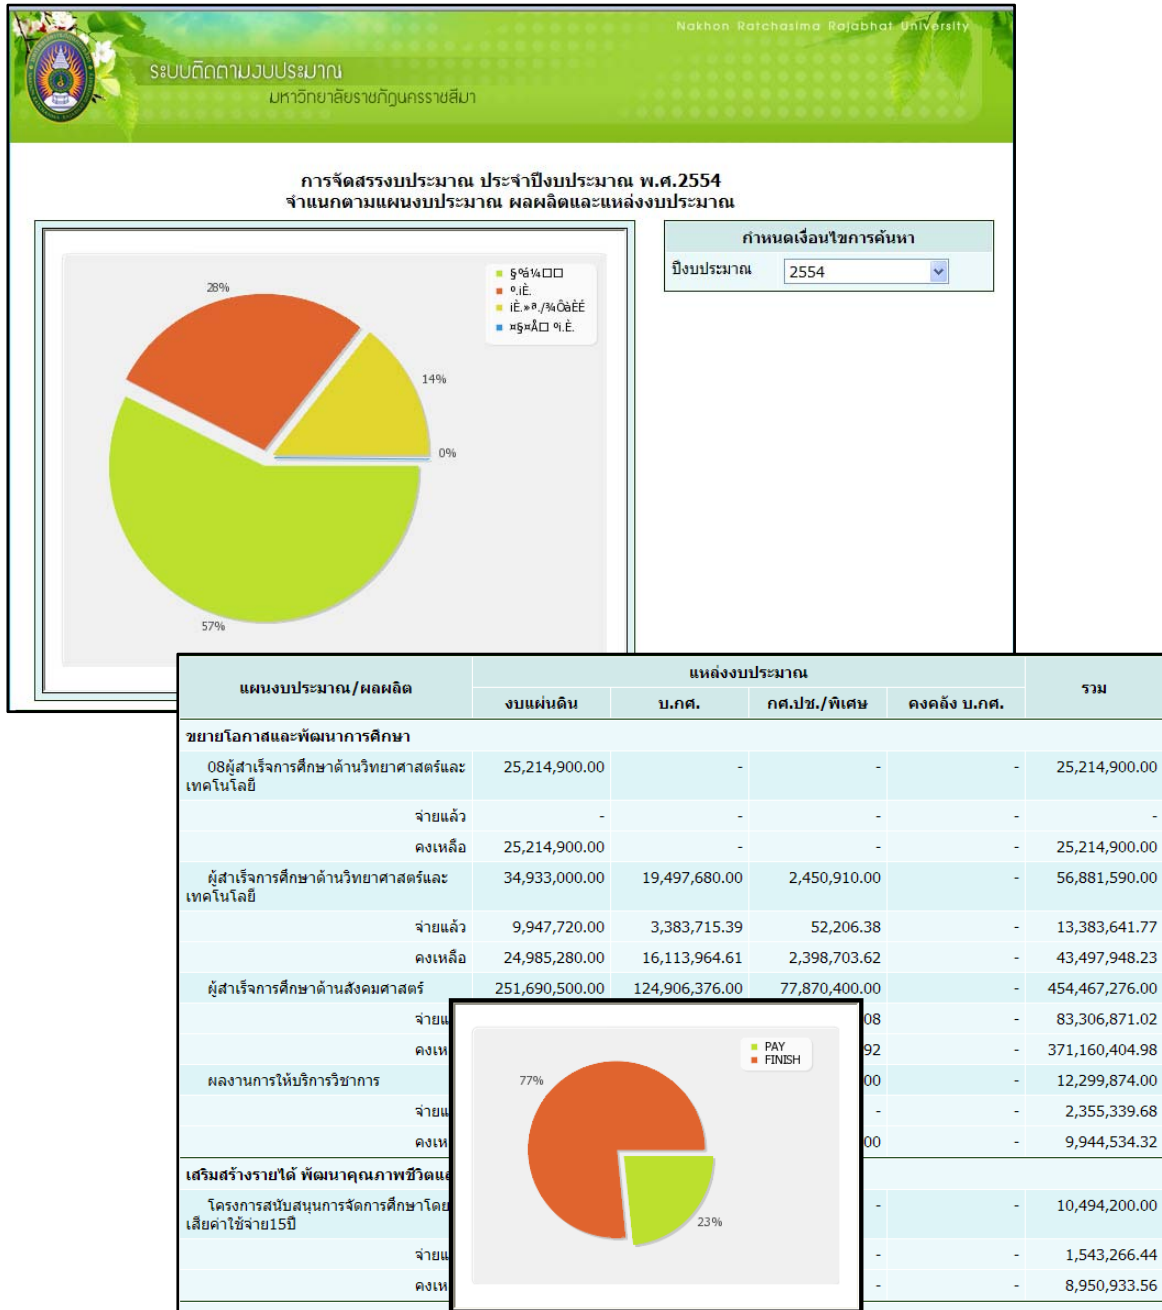 Nakhon Ratchasima Rajabhat University
ระบบติดตามงบประมาณ
มหาวิทยาลัยราชภัฏนครราชสีมา
การจัดสรรงบประมาณ ประจำปีงบประมาณ พ.ศ.2554
จำแนกตามแผนงบประมาณ ผลผลิตและแหล่งงบประมาณ
กำหนดเงื่อนไขการค้นหา
ปีงบประมาณ 2554
28%
14%
0%
57%
แผนงบประมาณ/ผลผลิต แหล่งงบประมาณ รวม
งบแผ่นดิน บ.กศ. กศ.ปช./พิเศษ คงคลัง บ.กศ.
ขยายโอกาสและพัฒนาการศึกษา
08ผู้สำเร็จการศึกษาด้านวิทยาศาสตร์และ 25,214,900.00 - - - 25,214,900.00
เทคโนโลยี
จ่ายแล้ว - - - - -
คงเหลือ 25,214,900.00 - - - 25,214,900.00
ผู้สำเร็จการศึกษาด้านวิทยาศาสตร์และ 34,933,000.00 19,497,680.00 2,450,910.00 - 56,881,590.00
เทคโนโลยี
จ่ายแล้ว 9,947,720.00 3,383,715.39 52,206.38 - 13,383,641.77
คงเหลือ 24,985,280.00 16,113,964.61 2,398,703.62 - 43,497,948.23
ผู้สำเร็จการศึกษาด้านสังคมศาสตร์ 251,690,500.00 124,906,376.00 77,870,400.00 - 454,467,276.00
08 - 83,306,871.02
92 - 371,160,404.98
ผลงานการให้บริการวิชาการ 00 - 12,299,874.00
- - 2,355,339.68
00 - 9,944,534.32
เสริมสร้างรายได้ พัฒนาคุณภาพชีวิต
โครงการสนับสนุนการจัดการศึกษาโดย - - 10,494,200.00
เสียค่าใช้จ่าย15ปี
- - 1,543,266.44
- - 8,950,933.56
PAY
FINISH
77%
23%